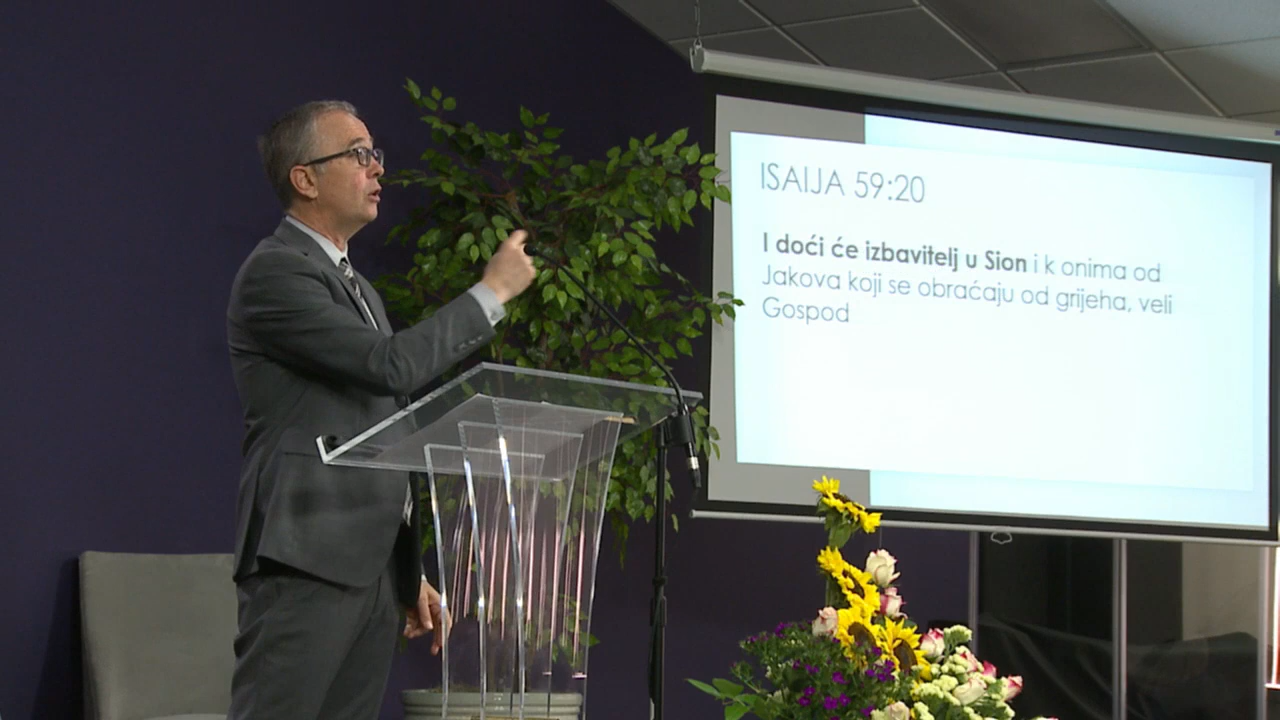 ISAIJA 59:20
I doći će izbavitelj u Sion i k onima od
Jakova koji se obraćaju od grijeha, veli
Gospod